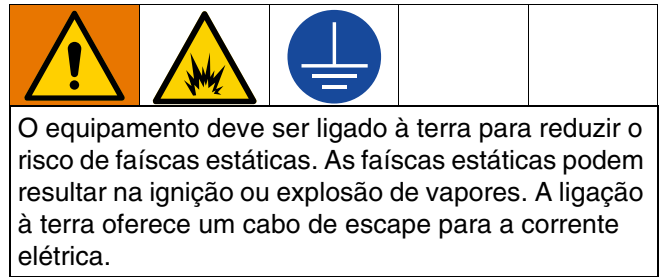 O equipamento deve ser ligado à terra para reduzir o
risco de faíscas estáticas. As faíscas estáticas podem
resultar na ignição ou explosão de vapores. A ligação
à terra oferece um cabo de escape para a corrente
elétrica.